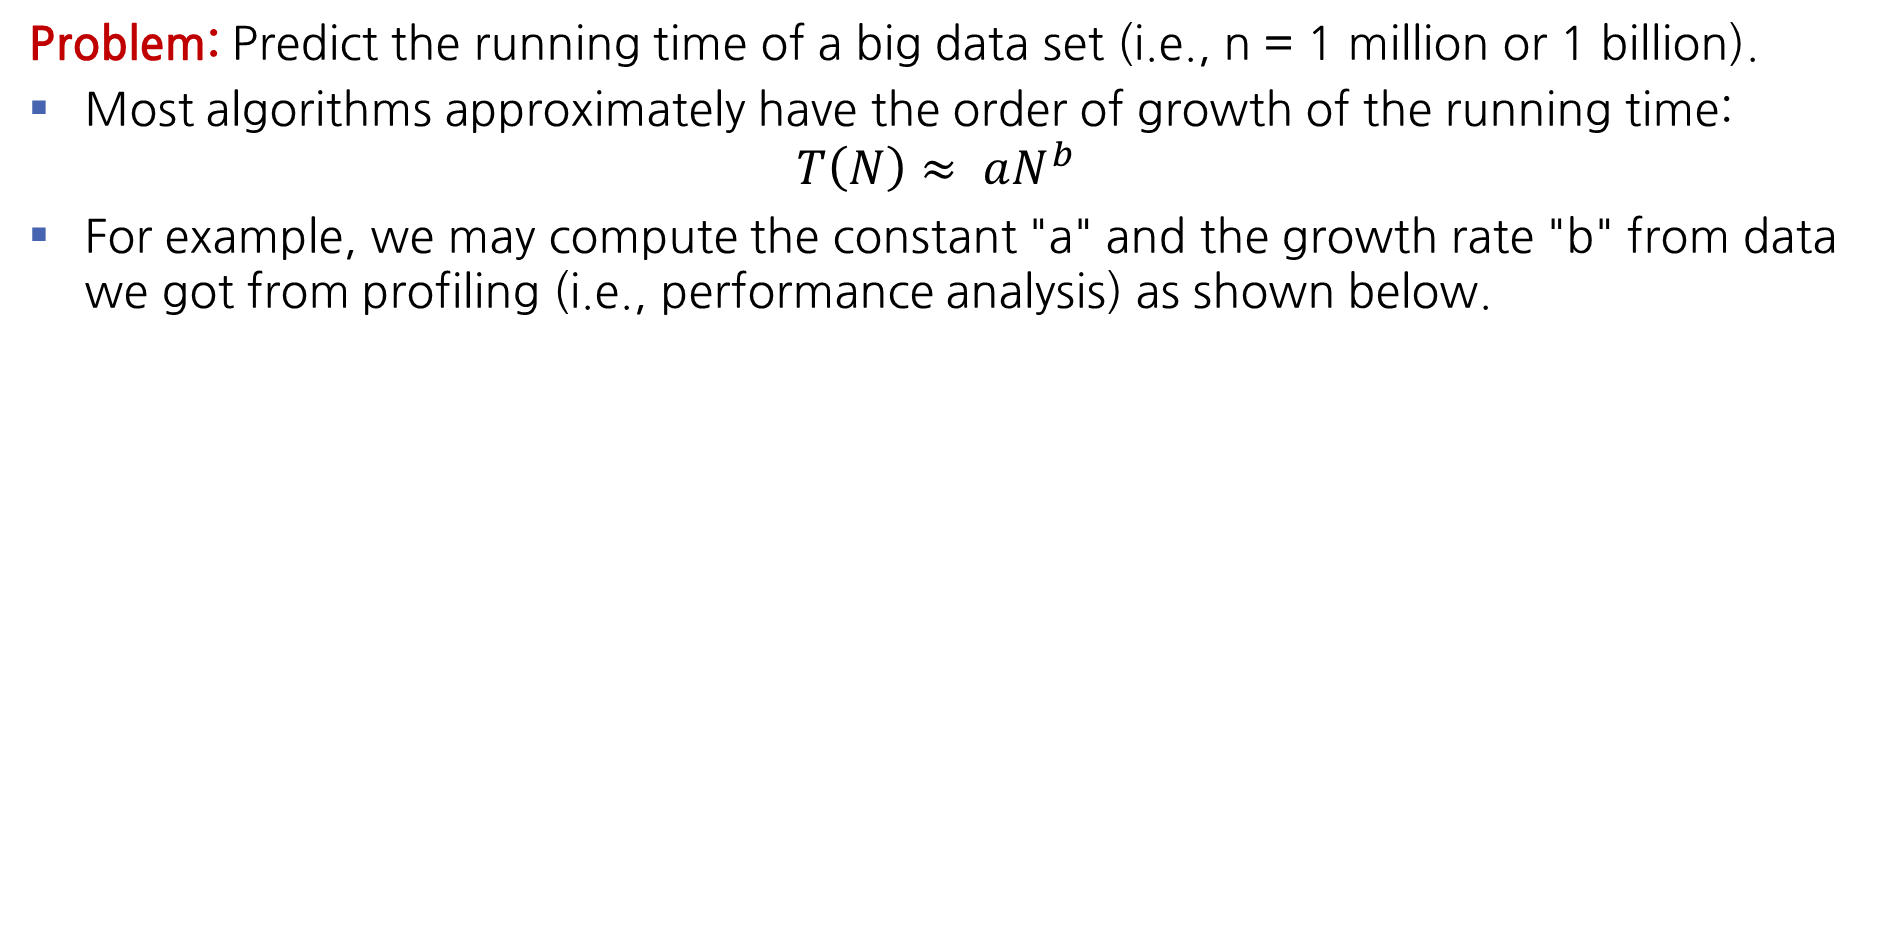 Problem: Predict the running time of a big data set (i.e., n = 1 million or 1 billion).
▪ Most algorithms approximately have the order of growth of the running time:
T(N) ≈ aN^b
▪ For example, we may compute the constant "a" and the growth rate "b" from data
we got from profiling (i.e., performance analysis) as shown below.